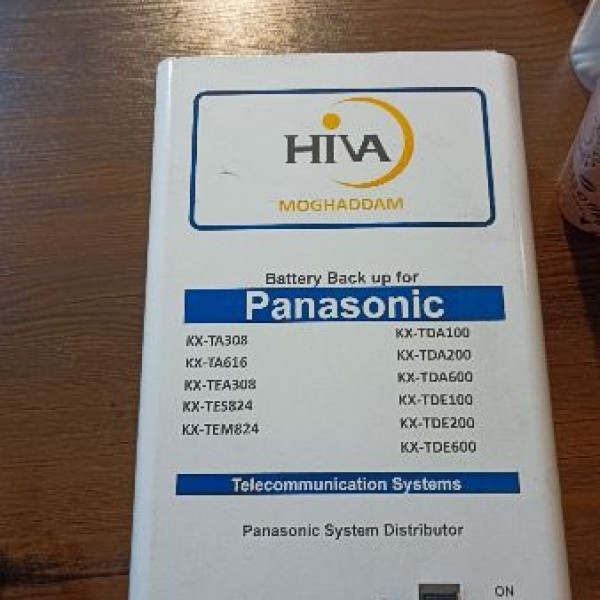 HIVA
MOGHADDAM
Battery Back up for
Panasonic
KX-TA308
KX-TA616
KX-TEA308
KX-TES824
KX-TEM824
KX-TDA100
KX-TDA200
KX-TDA600
KX-TDE100
KX-TDE200
KX-TDE600
Telecommunication Systems
Panasonic System Distributor
ON